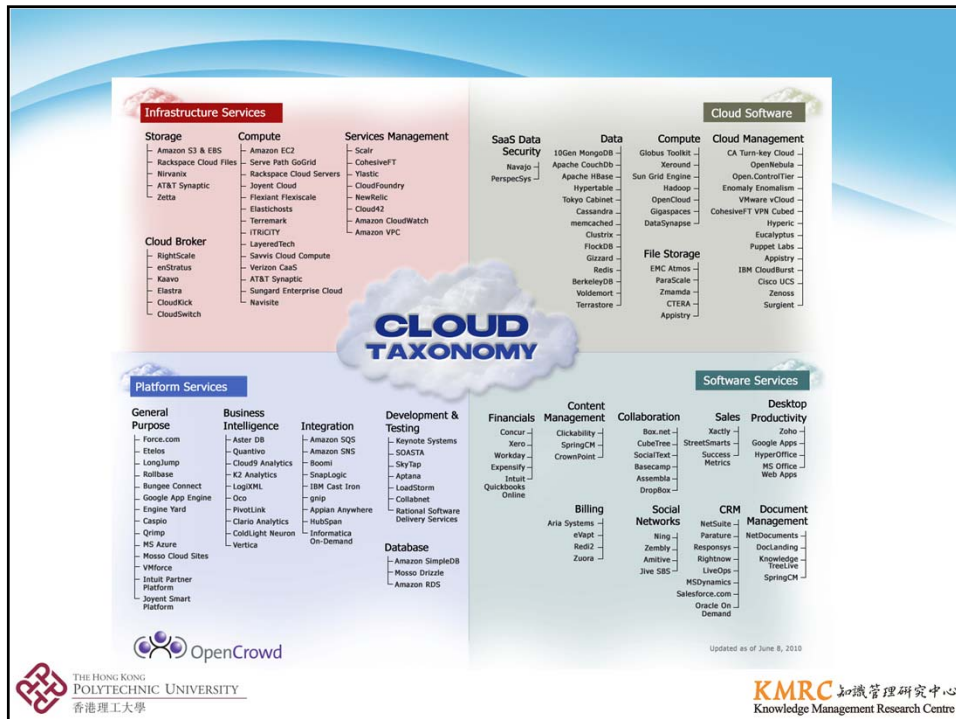 Infrastructure Services
Storage
Amazon S3 & EBS
Rackspace Cloud Files
Nirvanix
AT&T Synaptic
Zetta
Cloud Broker
RightScale
enStratus
Kaavo
Elastra
CloudKick
CloudSwitch
Compute
Amazon EC2
Serve Path GoGrid
Rackspace Cloud Servers
Joyent Cloud
Flexiant Flexiscale
Elastichosts
Terremark
ITRICITY
LayeredTech
Savvis Cloud Compute
Verizon CaaS
AT&T Synaptic
Sungard Enterprise Cloud
Navisite
Services Management
Scalr
CohesiveFT
Ylastic
CloudFoundry
NewRelic
Cloud42
Amazon CloudWatch
Amazon VPC
Cloud Software
SaaS Data
Security
Navajo
PerspecSys
Data
10Gen MongoDB
Apache CouchDb
Apache HBase
Hypertable
Tokyo Cabinet
Cassandra
memcached
Clustrix
FlockDB
Gizzard
Redis
BerkeleyDB
Voldemort
Terrastore
Compute
Globus Toolkit
Xeround
Sun Grid Engine
Hadoop
OpenCloud
Gigaspaces
DataSynapse
File Storage
EMC Atmos
ParaScale
Zmamda
CTERA
Appistry
Cloud Management
CA Turn-key Cloud
OpenNebula
Open.ControlTier
Enomaly Enomalism
VMware vCloud
CohesiveFT VPN Cubed
Hyperic
Eucalyptus
Puppet Labs
Appistry
IBM CloudBurst
Cisco UCS
Zenoss
Surgient
CLOUD
TAXONOMY
Platform Services
General
Purpose
Force.com
Etelos
LongJump
Rollbase
Bungee Connect
Google App Engine
Engine Yard
Caspio
Qrimp
MS Azure
Mosso Cloud Sites
VMforce
Intuit Partner
Platform
Joyent Smart
Platform
Business
Intelligence
Aster DB
Quantivo
Cloud9 Analytics
K2 Analytics
LogiXML
Oco
PivotLink
Clario Analytics
ColdLight Neuron
Vertica
Integration
Amazon SQS
Amazon SNS
Boomi
SnapLogic
IBM Cast Iron
gnip
Appian Anywhere
HubSpan
Informatica
On-Demand
Development &
Testing
Keynote Systems
SOASTA
SkyTap
Aptana
LoadStorm
Collabnet
Rational Software
Delivery Services
Database
Amazon SimpleDB
Mosso Drizzle
Amazon RDS
Software Services
Financials
Concur
Xero
Workday
Expensify
Intuit
Quickbooks
Online
Content
Management
Clickability
SpringCM
CrownPoint
Billing
Aria Systems
eVapt
Redi2
Zuora
Collaboration
Box.net
CubeTree
SocialText
Basecamp
Assembla
DropBox
Social
Networks
Ning
Zembly
Amitive
Jive SBS
Sales
Xactly
StreetSmarts
Success
Metrics
CRM
NetSuite
Parature
Responsys
Rightnow
LiveOps
MSDynamics
Salesforce.com
Oracle On
Demand
Desktop
Productivity
Zoho
Google Apps
HyperOffice
MS Office
Web Apps
Document
Management
NetDocuments
DocLanding
Knowledge
TreeLive
SpringCM
OpenCrowd
Updated as of June 8, 2010
THE HONG KONG
POLYTECHNIC UNIVERSITY
香港理工大學
KMRC 知識管理研究中心
Knowledge Management Research Centre